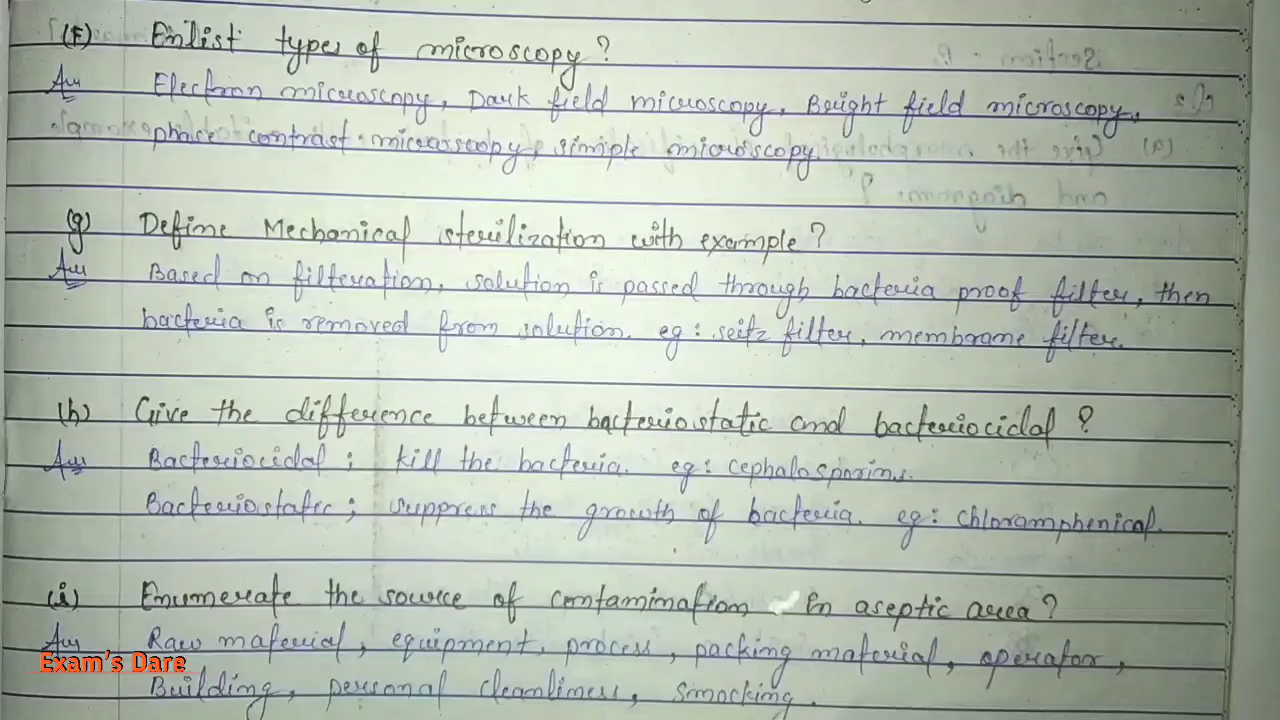 (f) Enlist types of microscopy?
Ans Electron microscopy, Dark field microscopy, Bright field microscopy,
phase contrast microscopy, simple microscopy
(g) Define Mechanical sterilization with example?
Ans Based on filteration, solution is passed through bacteria proof filter, then
bacteria is removed from solution. eg: seitz filter, membrane filter.
(h) Give the difference between bacteriostatic and bacteriocidal?
Ans Bacteriocidal; kill the bacteria. eg: cephalosporins.
Bacteriostatic; suppress the growth of bacteria. eg: chloramphenical.
(i) Enumerate the source of contamination in aseptic area?
Ans Raw material, equipment, process, packing material, operator,
Exam's Dare
Building, personal cleanliness, smocking.